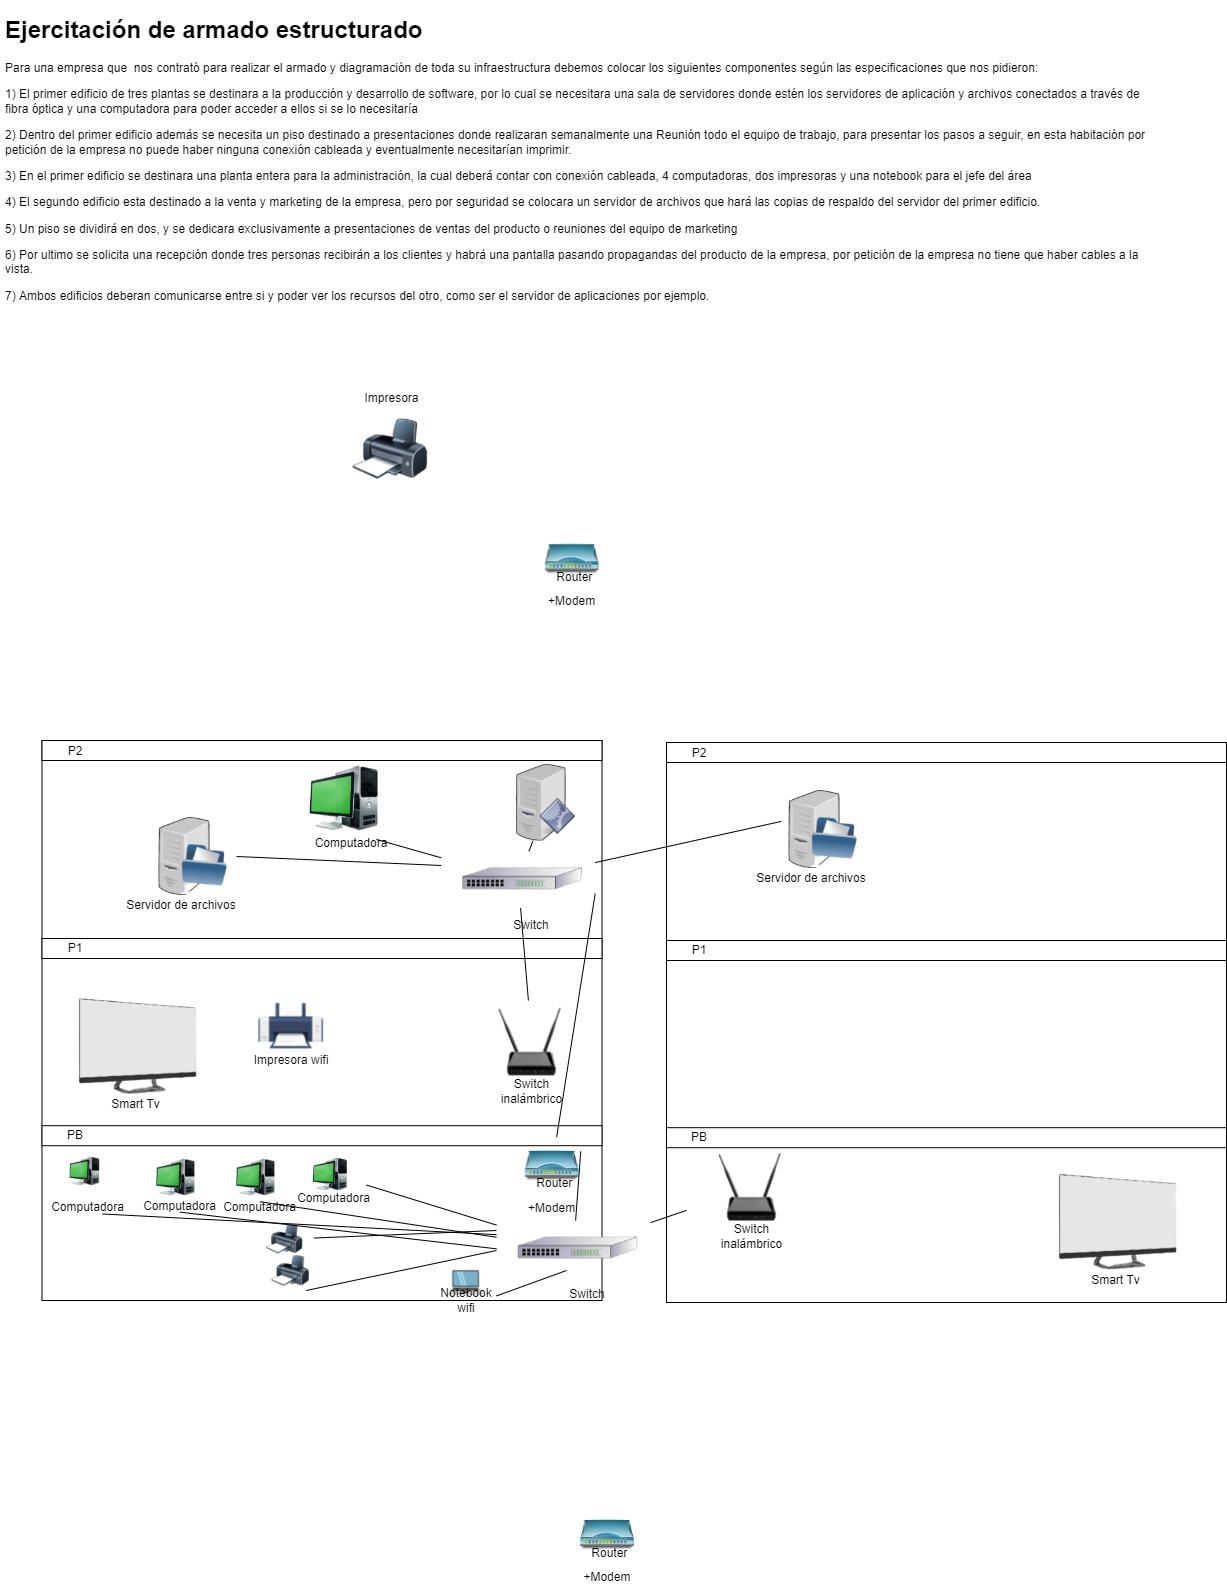 Ejercitación de armado estructurado
Para una empresa que  nos contrató para realizar el armado y diagramación de toda su infraestructura debemos colocar los siguientes componentes según las especificaciones que nos pidieron:
1) El primer edificio de tres plantas se destinara a la producción y desarrollo de software, por lo cual se necesitara una sala de servidores donde estén los servidores de aplicación y archivos conectados a través de
fibra óptica y una computadora para poder acceder a ellos si se lo necesitaría
2) Dentro del primer edificio además se necesita un piso destinado a presentaciones donde realizaran semanalmente una Reunión todo el equipo de trabajo, para presentar los pasos a seguir, en esta habitación por
petición de la empresa no puede haber ninguna conexión cableada y eventualmente necesitarían imprimir.
3) En el primer edificio se destinara una planta entera para la administración, la cual deberá contar con conexión cableada, 4 computadoras, dos impresoras y una notebook para el jefe del área
4) El segundo edificio esta destinado a la venta y marketing de la empresa, pero por seguridad se colocara un servidor de archivos que hará las copias de respaldo del servidor del primer edificio.
5) Un piso se dividirá en dos, y se dedicara exclusivamente a presentaciones de ventas del producto o reuniones del equipo de marketing
6) Por ultimo se solicita una recepción donde tres personas recibirán a los clientes y habrá una pantalla pasando propagandas del producto de la empresa, por petición de la empresa no tiene que haber cables a la
vista.
7) Ambos edificios deberan comunicarse entre si y poder ver los recursos del otro, como ser el servidor de aplicaciones por ejemplo.
Impresora
Router
+Modem
P2
P2
Computadora
Servidor de archivos
Servidor de archivos
Switch
P1
P1
Impresora wifi
Smart Tv
Switch
inalámbrico
PB
PB
Computadora
Computadora
Computadora
Computadora
Router
+Modem
Switch
inalámbrico
Smart Tv
Notebook
wifi
Switch
Router
+Modem